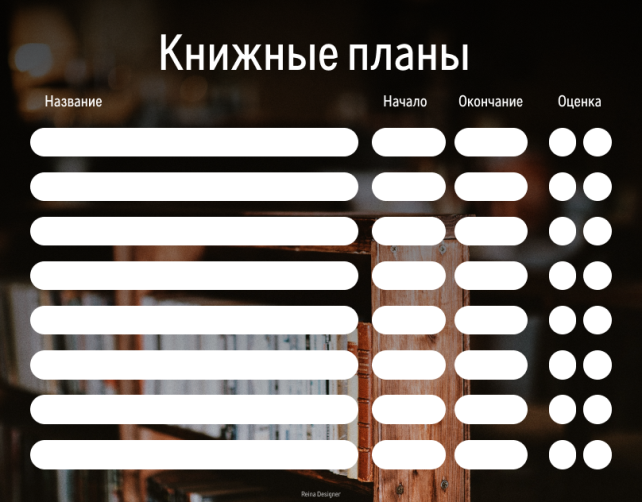 Книжные планы
Название Начало Окончание Оценка
Reina Designer